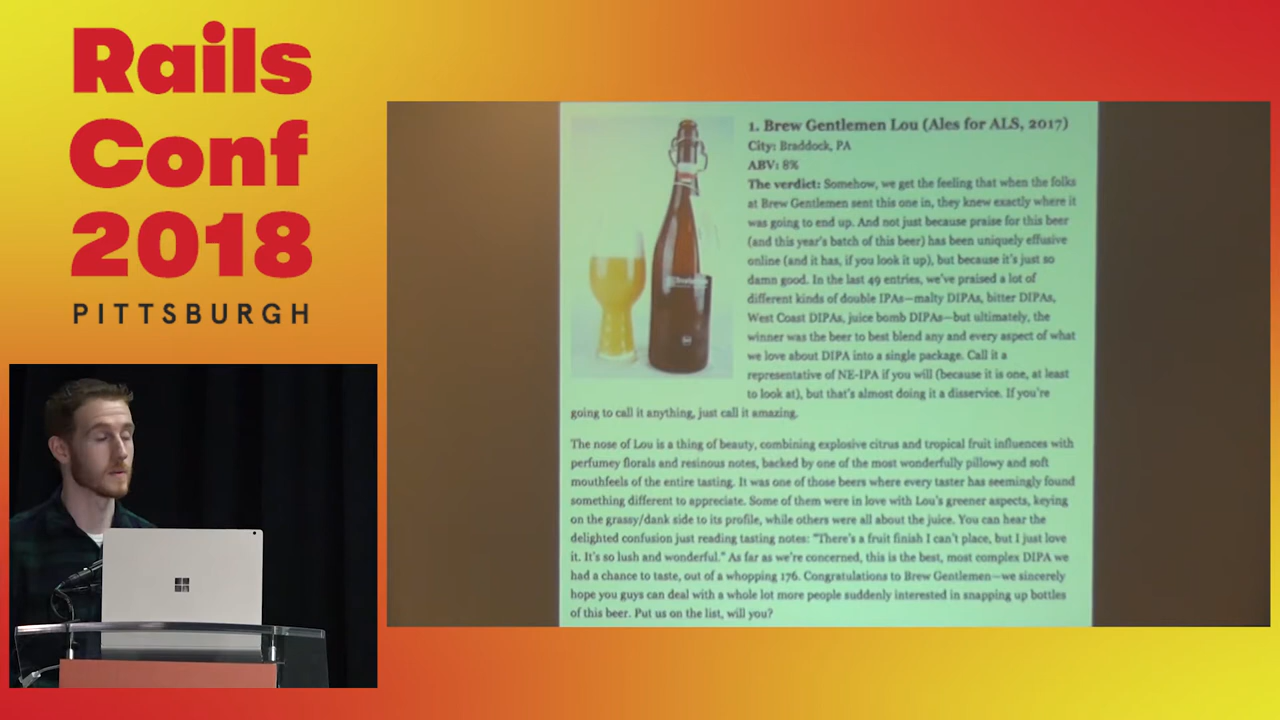 Rails
Conf
2018
PITTSBURGH
1. Brew Gentlemen Lou (Ales for ALS, 2017)
City: Braddock, PA
ABV: 8%
The verdict: Somehow, we get the feeling that when the folks
at Brew Gentlemen sent this one in, they knew exactly where it
was going to end up. And not just because praise for this beer
(and this year's batch of this beer) has been uniquely effusive
online (and it has, if you look it up), but because it's just so
damn good. In the last 49 entries, we've praised a lot of
different kinds of double IPAs—malty DIPAs, bitter DIPAs,
West Coast DIPAs, juice bomb DIPAs—but ultimately, the
winner was the beer to best blend any and every aspect of what
we love about DIPA into a single package. Call it a
representative of NE-IPA if you will (because it is one, at least
to look at), but that's almost doing it a disservice. If you're
going to call it anything, just call it amazing.
The nose of Lou is a thing of beauty, combining explosive citrus and tropical fruit influences with
perfumey florals and resinous notes, backed by one of the most wonderfully pillowy and soft
mouthfeels of the entire tasting. It was one of those beers where every taster has seemingly found
something different to appreciate. Some of them were in love with Lou's greener aspects, keying
on the grassy/dank side to its profile, while others were all about the juice. You can hear the
delighted confusion just reading tasting notes: "There's a fruit finish I can't place, but I just love
it. It's so lush and wonderful." As far as we're concerned, this is the best, most complex DIPA we
had a chance to taste, out of a whopping 176. Congratulations to Brew Gentlemen—we sincerely
hope you guys can deal with a whole lot more people suddenly interested in snapping up bottles
of this beer. Put us on the list, will you?